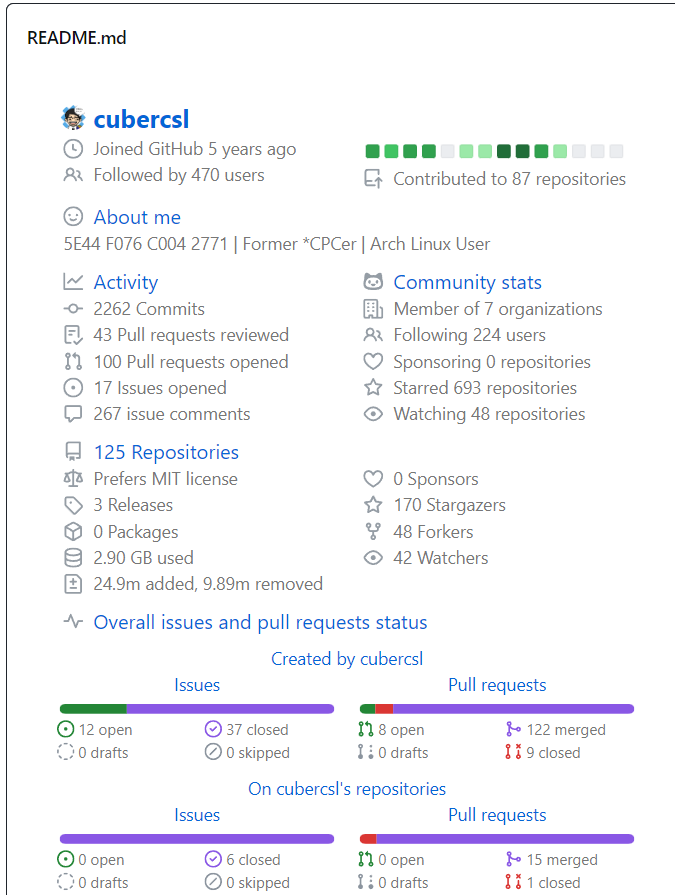 README.md
cubercsl
Joined GitHub 5 years ago
Followed by 470 users
Contributed to 87 repositories
About me
5E44 F076 C004 2771 | Former *CPCer | Arch Linux User
Activity
2262 Commits
43 Pull requests reviewed
100 Pull requests opened
17 Issues opened
267 issue comments
Community stats
Member of 7 organizations
Following 224 users
Sponsoring 0 repositories
Starred 693 repositories
Watching 48 repositories
125 Repositories
Prefers MIT license
3 Releases
0 Packages
2.90 GB used
24.9m added, 9.89m removed
0 Sponsors
170 Stargazers
48 Forkers
42 Watchers
Overall issues and pull requests status
Created by cubercsl
Issues
12 open
37 closed
0 drafts
0 skipped
Pull requests
8 open
122 merged
0 drafts
9 closed
On cubercsl's repositories
Issues
0 open
6 closed
0 drafts
0 skipped
Pull requests
0 open
15 merged
0 drafts
1 closed